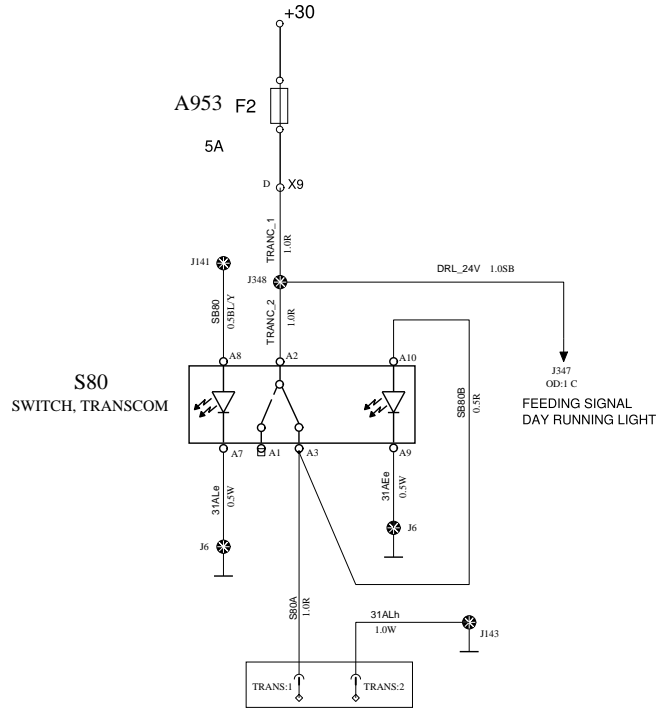 +30
A953 F2
5A
D X9
TRANC_1
1.0R
J141
J348
DRL_24V 1.0SB
SB80
0.5BL/Y
TRANC_2
1.0R
A8
A2
A10
J347
OD:1 C
FEEDING SIGNAL
DAY RUNNING LIGHT
S80
SWITCH, TRANSCOM
SB80B
0.5R
A7
A1
A3
A9
31ALe
0.5W
31AEe
0.5W
J6
J6
S80A
1.0R
31ALh
1.0W
J143
TRANS:1
TRANS:2